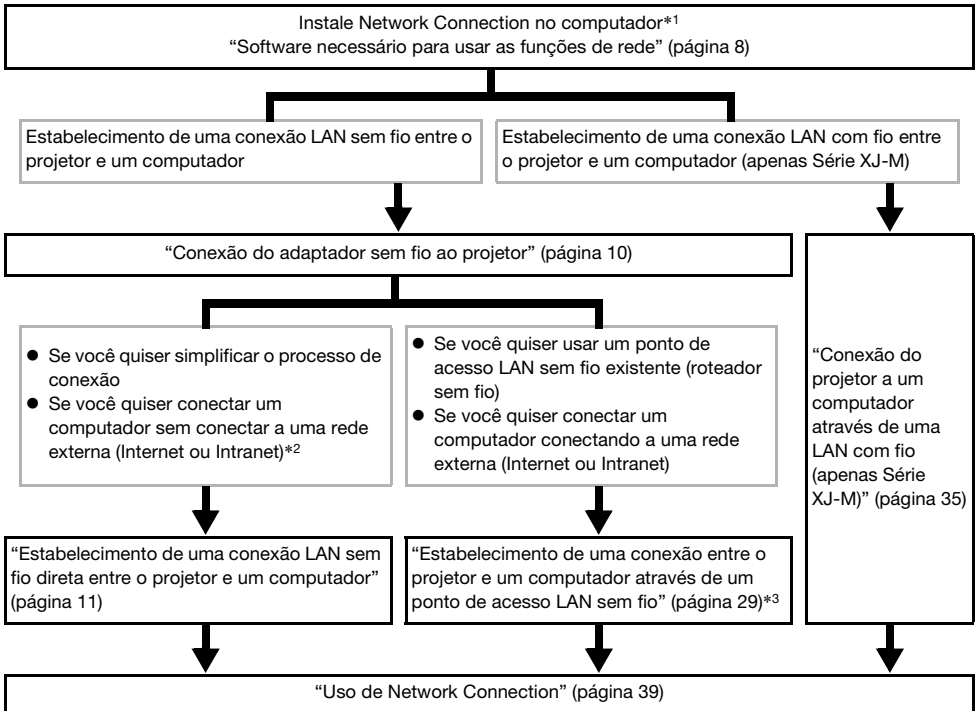 Instale Network Connection no computador*1
“Software necessário para usar as funções de rede” (página 8)
Estabelecimento de uma conexão LAN sem fio entre o
projetor e um computador
Estabelecimento de uma conexão LAN com fio entre
o projetor e um computador (apenas Série XJ-M)
“Conexão do adaptador sem fio ao projetor” (página 10)
● Se você quiser simplificar o processo de
conexão
● Se você quiser conectar um
computador sem conectar a uma rede
externa (Internet ou Intranet)*2
● Se você quiser usar um ponto de
acesso LAN sem fio existente (roteador
sem fio)
● Se você quiser conectar um
computador conectando a uma rede
externa (Internet ou Intranet)
“Conexão do
projetor a um
computador
através de uma
LAN com fio
(apenas Série
XJ-M)” (página 35)
“Estabelecimento de uma conexão LAN sem
fio direta entre o projetor e um computador”
(página 11)
“Estabelecimento de uma conexão entre o
projetor e um computador através de um
ponto de acesso LAN sem fio” (página 29)*3
“Uso de Network Connection” (página 39)